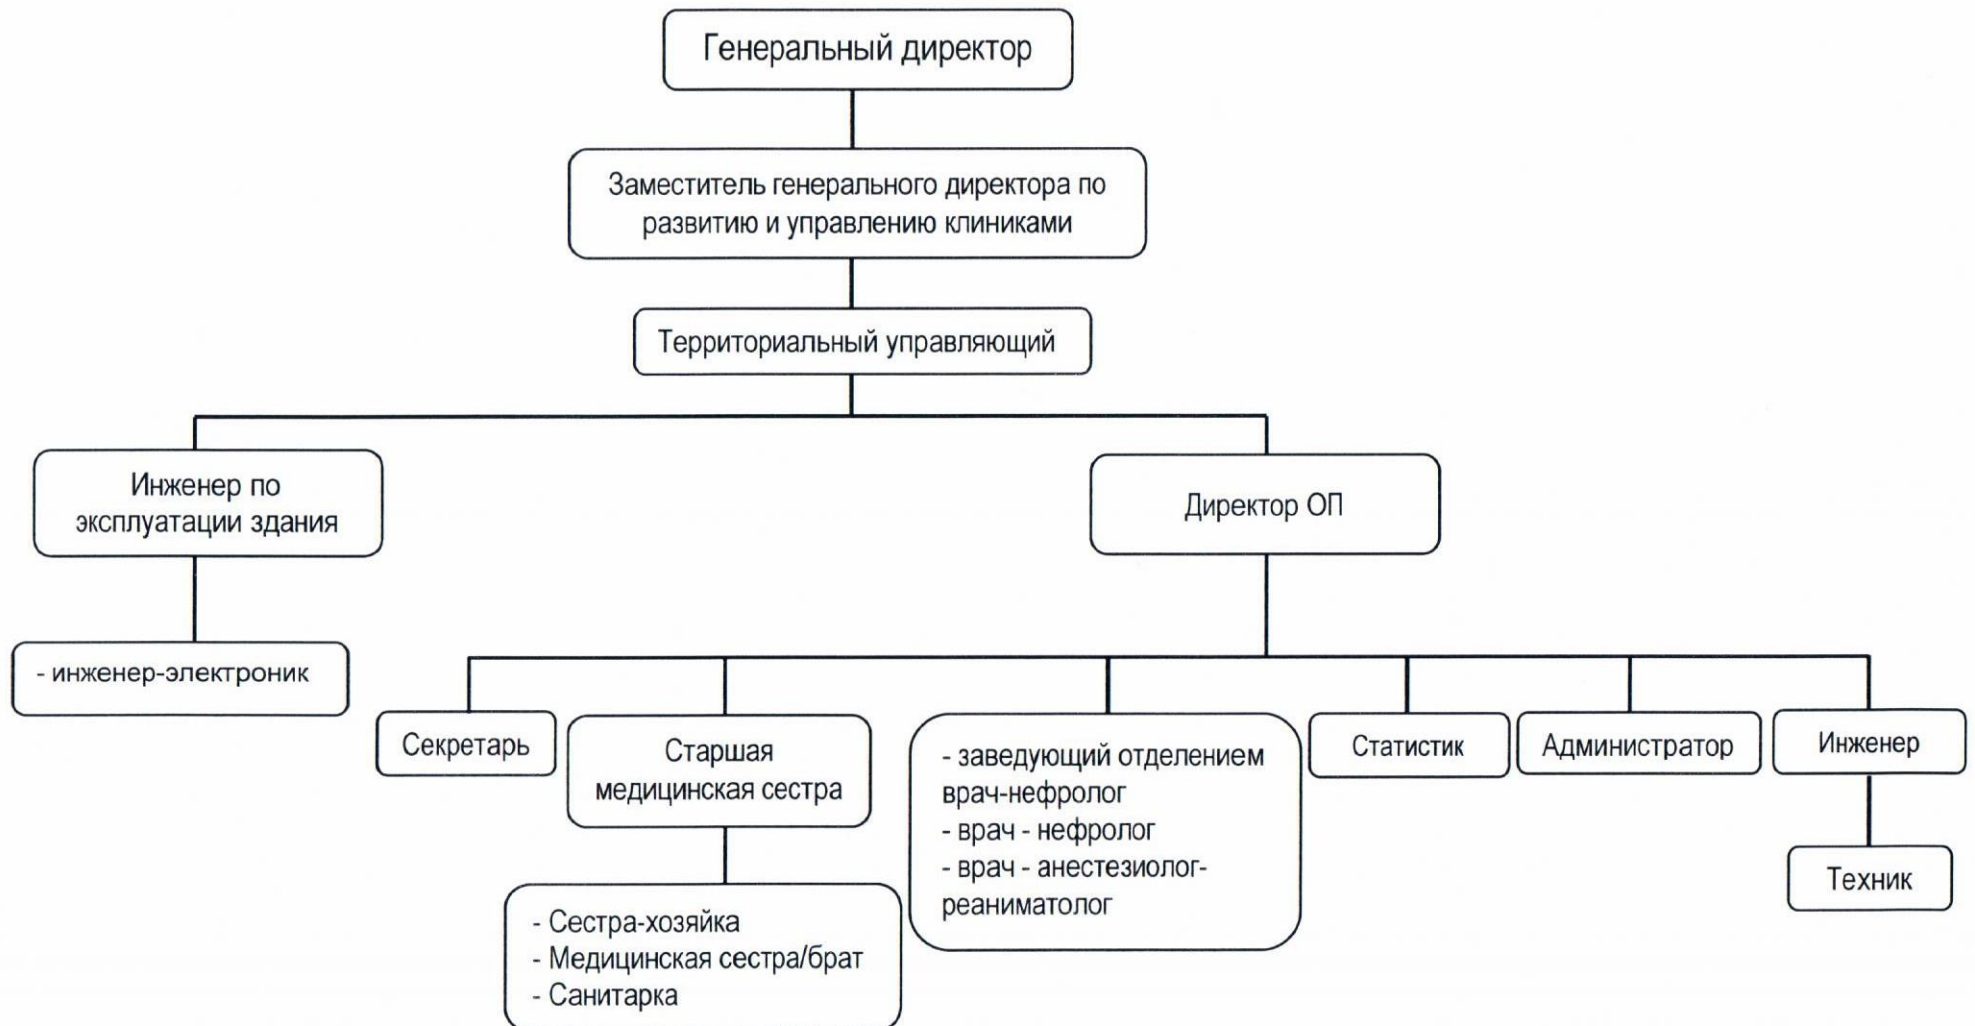 Генеральный директор
Заместитель генерального директора по
развитию и управлению клиниками
Территориальный управляющий
Инженер по
эксплуатации здания
Директор ОП
- инженер-электроник
Секретарь
Старшая
медицинская сестра
- заведующий отделением
врач-нефролог
- врач - нефролог
- врач - анестезиолог-
реаниматолог
Статистик
Администратор
Инженер
Техник
- Сестра-хозяйка
- Медицинская сестра/брат
- Санитарка